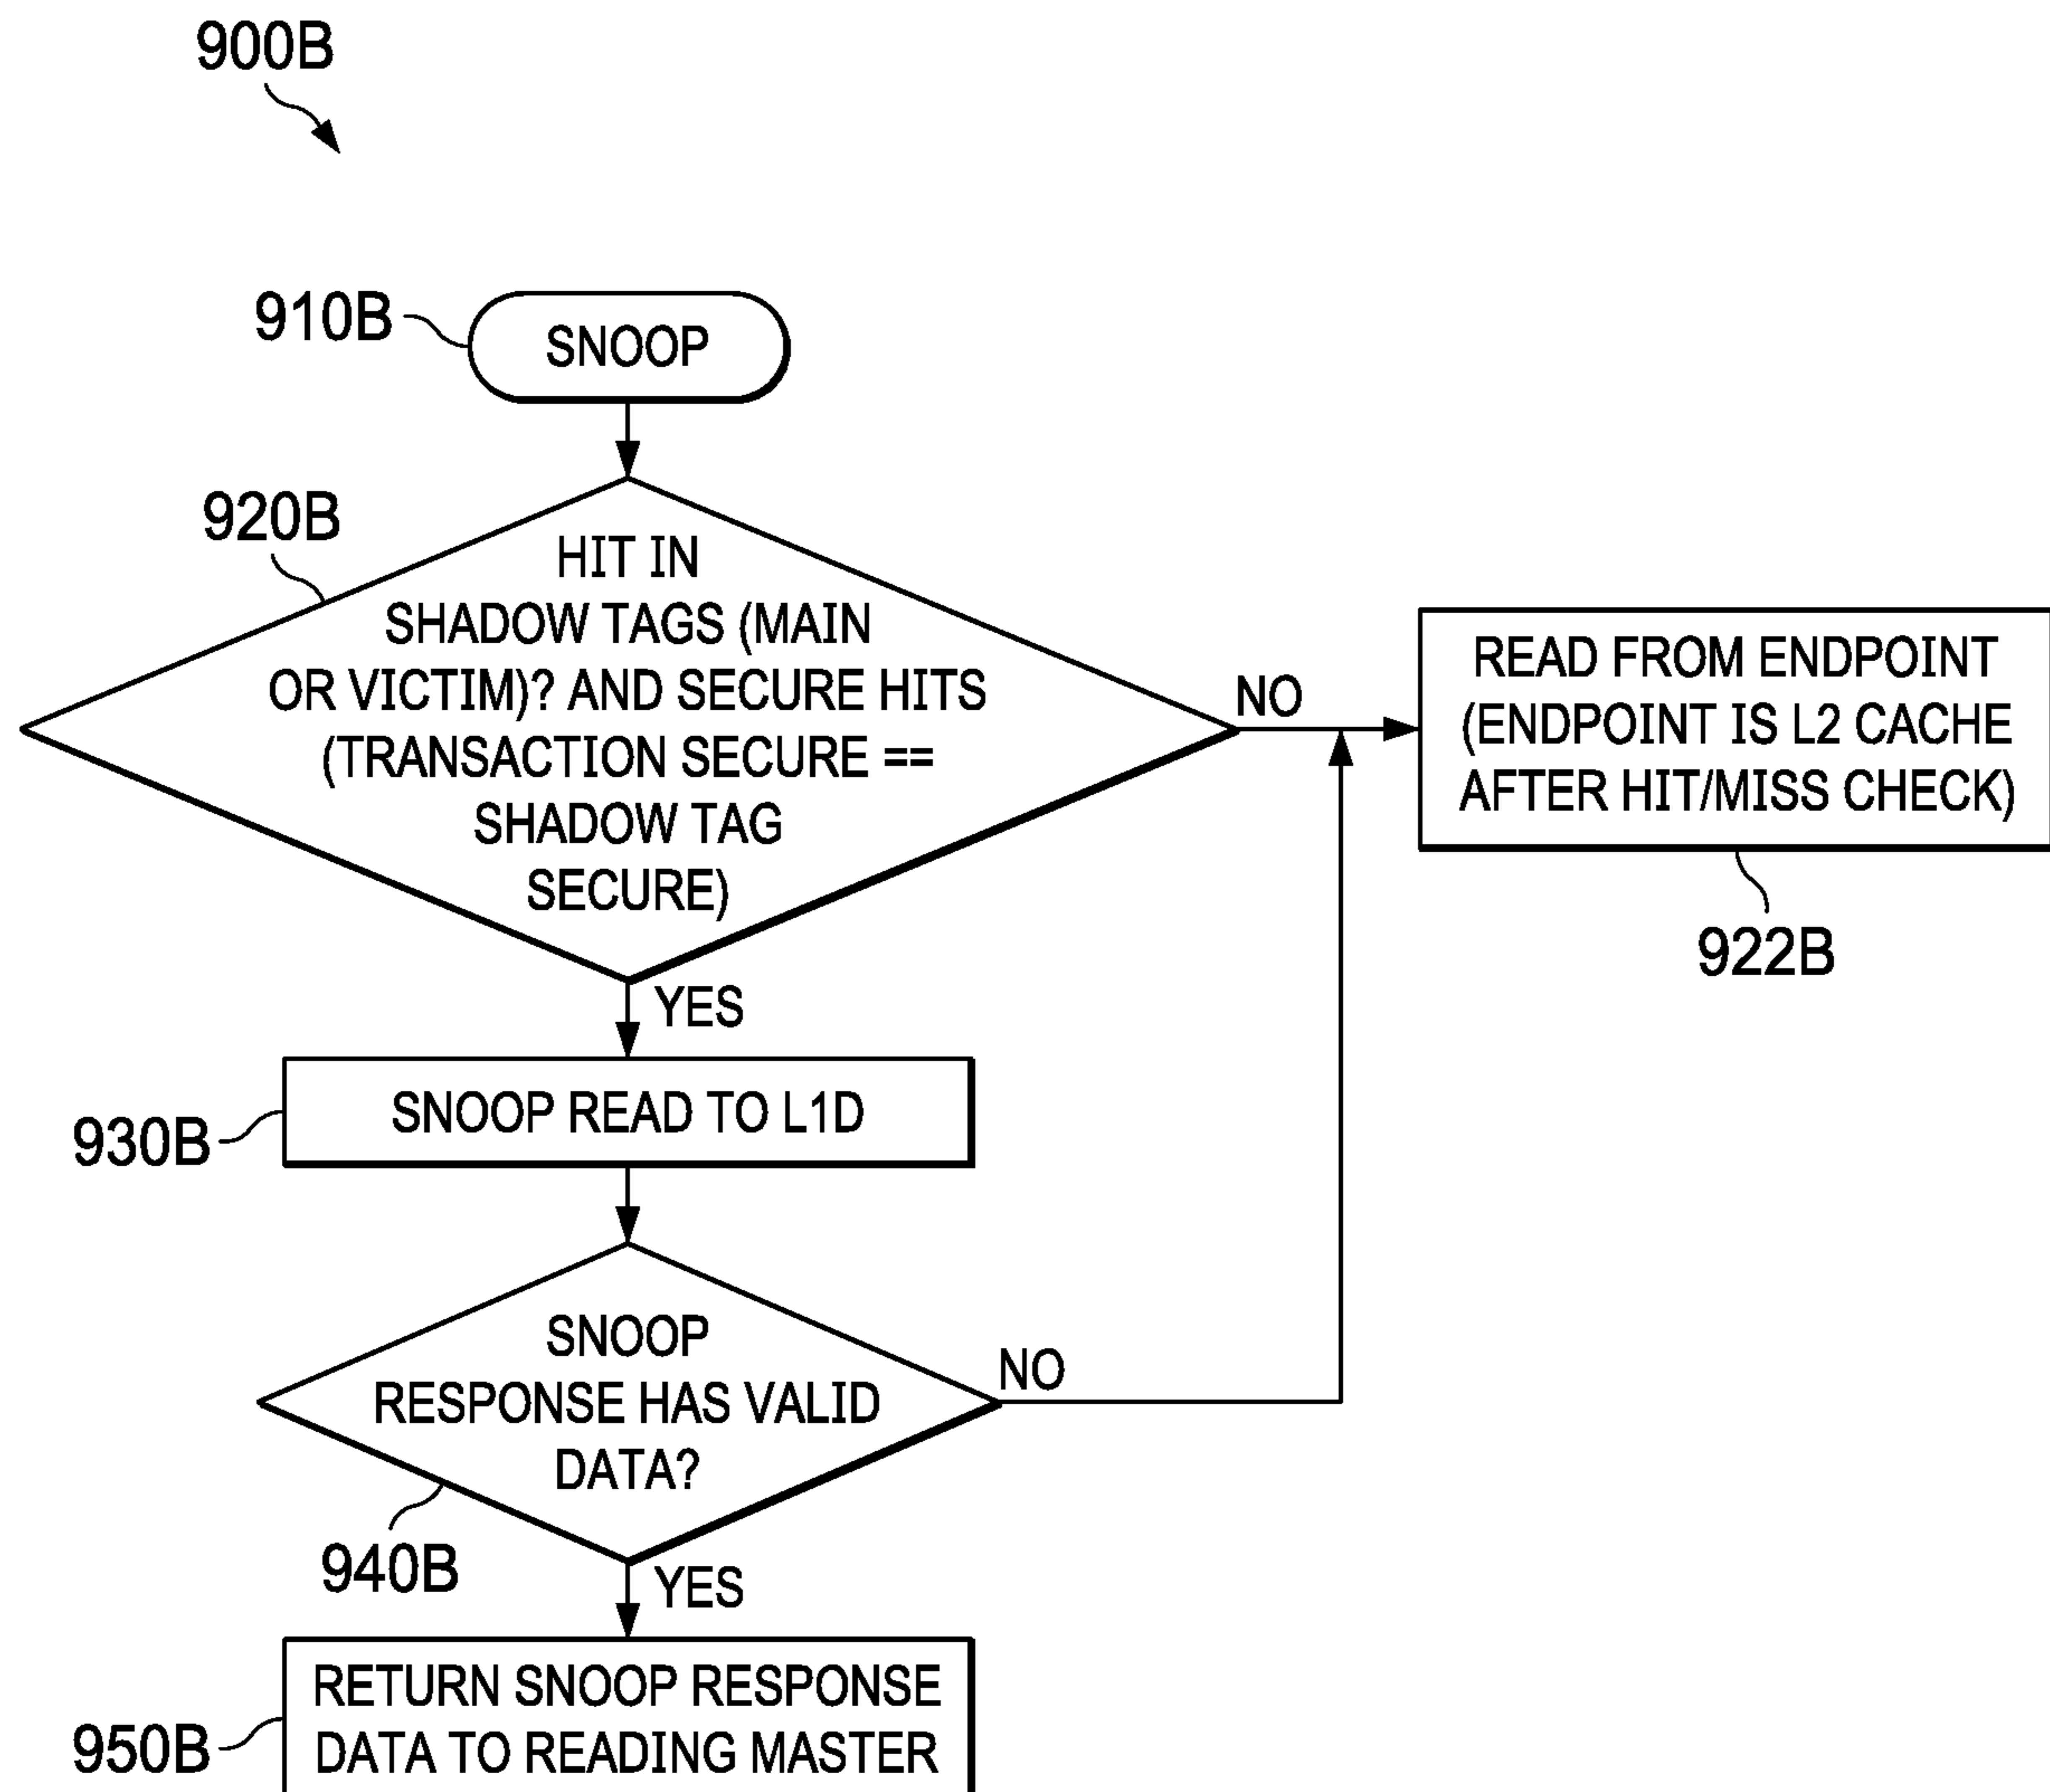 900B
910B
SNOOP
920B
HIT IN
SHADOW TAGS (MAIN
OR VICTIM)? AND SECURE HITS
(TRANSACTION SECURE ==
SHADOW TAG
SECURE)
NO
READ FROM ENDPOINT
(ENDPOINT IS L2 CACHE
AFTER HIT/MISS CHECK)
922B
YES
SNOOP READ TO L1D
930B
SNOOP
RESPONSE HAS VALID
DATA?
NO
940B
YES
RETURN SNOOP RESPONSE
DATA TO READING MASTER
950B